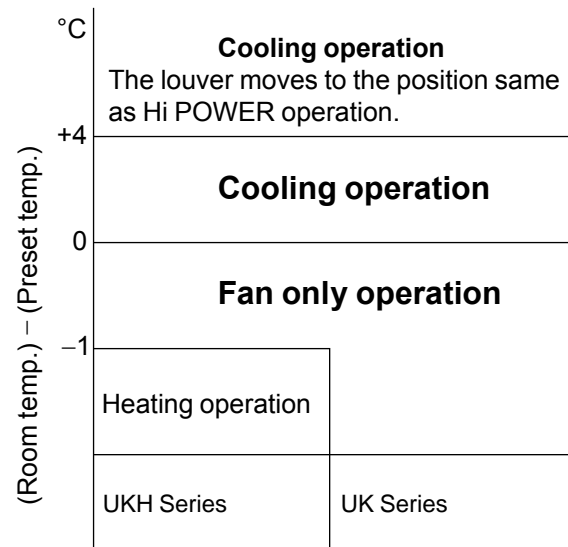 °C
Cooling operation
The louver moves to the position same
as Hi POWER operation.
+4
Cooling operation
0
Fan only operation
−1
Heating operation
UKH Series
UK Series
(Room temp.) − (Preset temp.)